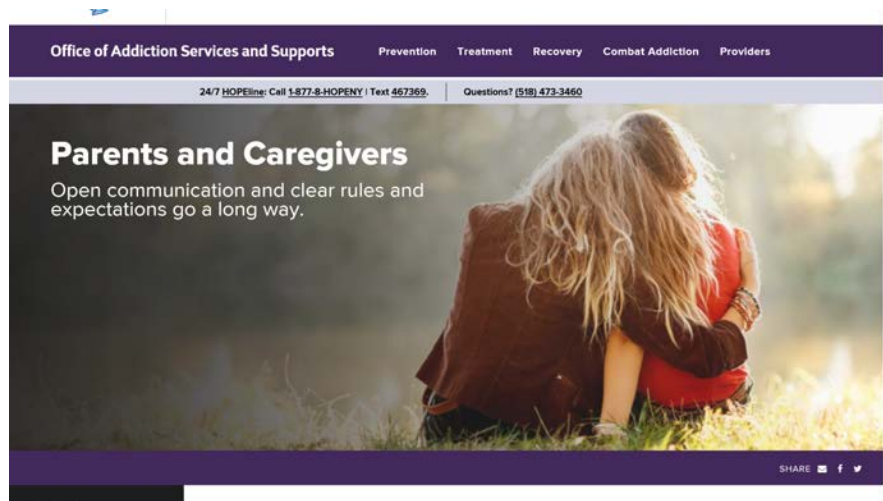 Office of Addiction Services and Supports Prevention Treatment Recovery Combat Addiction Providers
24/7 HOPEline: Call 1-877-8-HOPENY | Text 467369. Questions? (518) 473-3460
Parents and Caregivers
Open communication and clear rules and
expectations go a long way.
SHARE